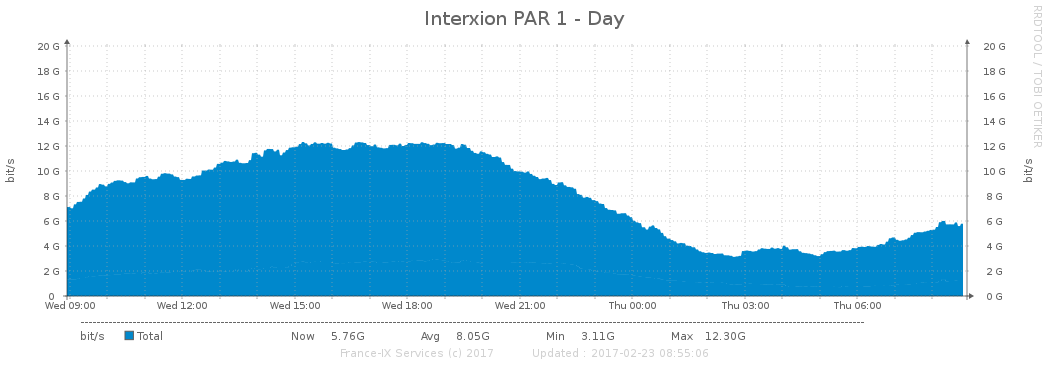 Interxion PAR 1 - Day
RRDTOOL / TOBI OETIKER
bit/s
bit/s
20 G 20 G
18 G 18 G
16 G 16 G
14 G 14 G
12 G 12 G
10 G 10 G
8 G 8 G
6 G 6 G
4 G 4 G
2 G 2 G
0 0 G
Wed 09:00 Wed 12:00 Wed 15:00 Wed 18:00 Wed 21:00 Thu 00:00 Thu 03:00 Thu 06:00
bit/s Total Now 5.76G Avg 8.05G Min 3.11G Max 12.30G
France-IX Services (c) 2017 Updated : 2017-02-23 08:55:06